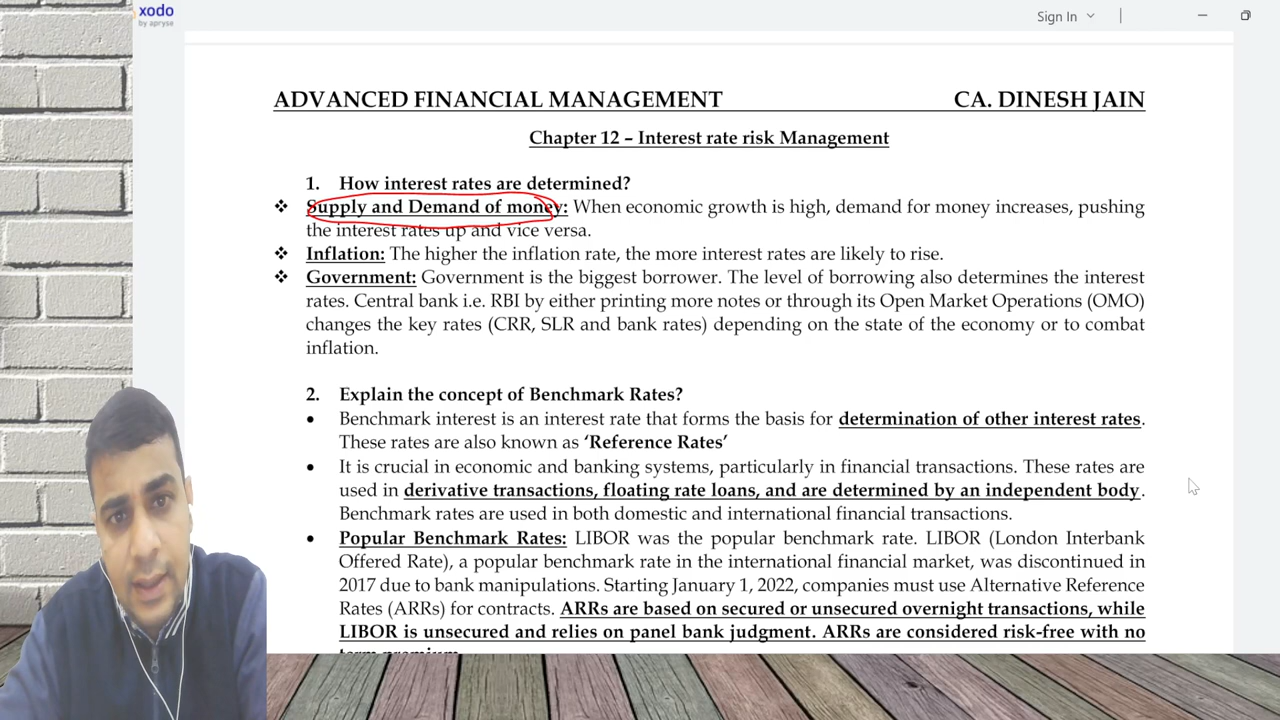 xodo
by apryse
Sign In
ADVANCED FINANCIAL MANAGEMENT CA. DINESH JAIN
Chapter 12 – Interest rate risk Management
1. How interest rates are determined?
❖ Supply and Demand of money: When economic growth is high, demand for money increases, pushing
the interest rates up and vice versa.
❖ Inflation: The higher the inflation rate, the more interest rates are likely to rise.
❖ Government: Government is the biggest borrower. The level of borrowing also determines the interest
rates. Central bank i.e. RBI by either printing more notes or through its Open Market Operations (OMO)
changes the key rates (CRR, SLR and bank rates) depending on the state of the economy or to combat
inflation.
2. Explain the concept of Benchmark Rates?
• Benchmark interest is an interest rate that forms the basis for determination of other interest rates.
These rates are also known as ‘Reference Rates’
• It is crucial in economic and banking systems, particularly in financial transactions. These rates are
used in derivative transactions, floating rate loans, and are determined by an independent body.
Benchmark rates are used in both domestic and international financial transactions.
• Popular Benchmark Rates: LIBOR was the popular benchmark rate. LIBOR (London Interbank
Offered Rate), a popular benchmark rate in the international financial market, was discontinued in
2017 due to bank manipulations. Starting January 1, 2022, companies must use Alternative Reference
Rates (ARRs) for contracts. ARRs are based on secured or unsecured overnight transactions, while
LIBOR is unsecured and relies on panel bank judgment. ARRs are considered risk-free with no